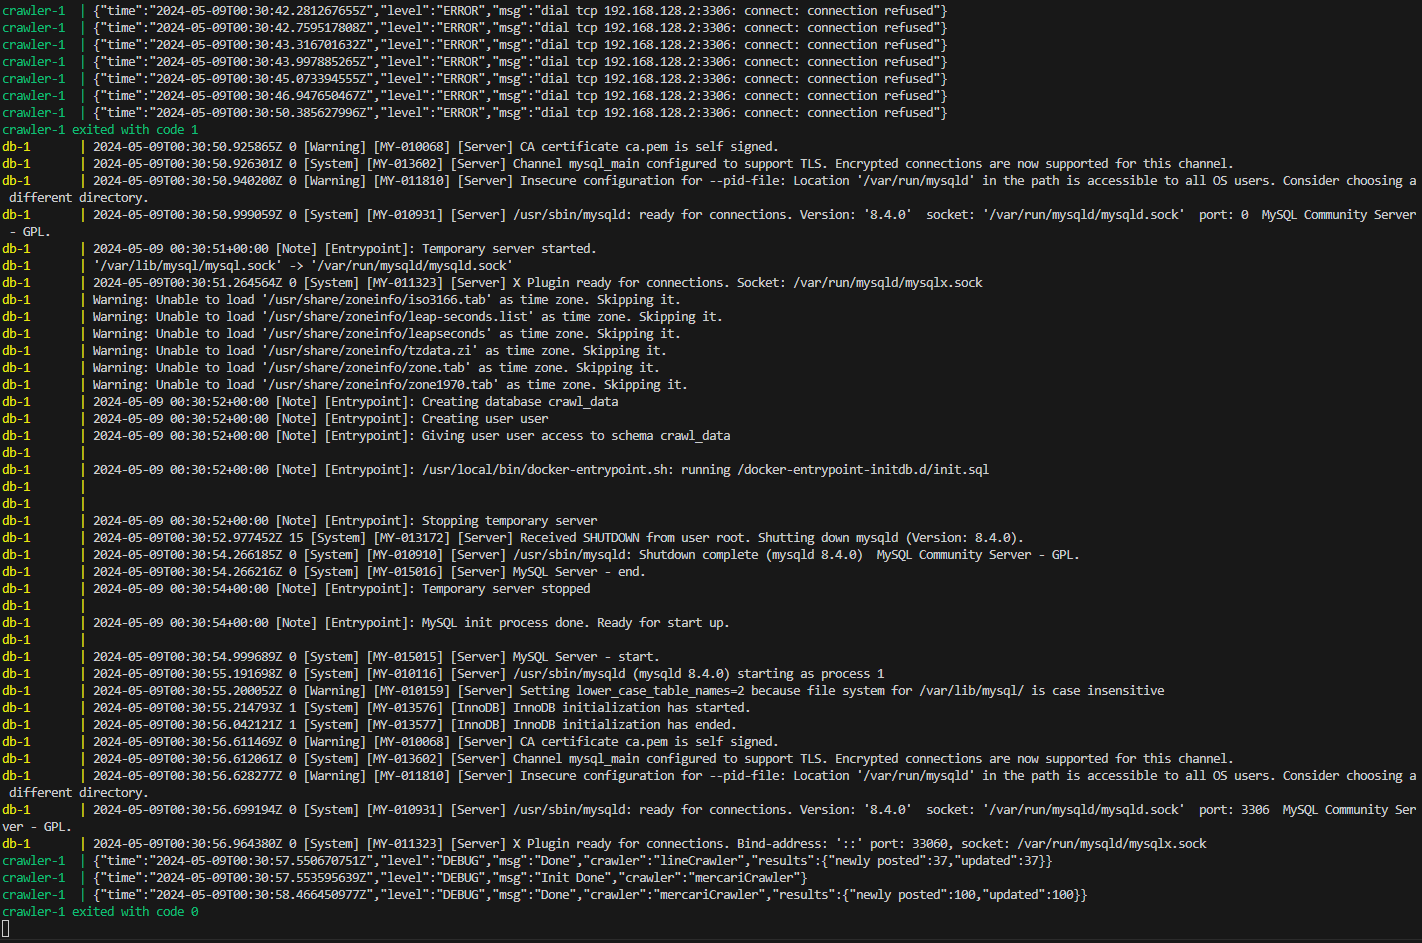 crawler-1  | {"time":"2024-05-09T00:30:42.281267655Z","level":"ERROR","msg":"dial tcp 192.168.128.2:3306: connect: connection refused"}
crawler-1  | {"time":"2024-05-09T00:30:42.759517808Z","level":"ERROR","msg":"dial tcp 192.168.128.2:3306: connect: connection refused"}
crawler-1  | {"time":"2024-05-09T00:30:43.316701632Z","level":"ERROR","msg":"dial tcp 192.168.128.2:3306: connect: connection refused"}
crawler-1  | {"time":"2024-05-09T00:30:43.997885265Z","level":"ERROR","msg":"dial tcp 192.168.128.2:3306: connect: connection refused"}
crawler-1  | {"time":"2024-05-09T00:30:45.073394555Z","level":"ERROR","msg":"dial tcp 192.168.128.2:3306: connect: connection refused"}
crawler-1  | {"time":"2024-05-09T00:30:46.947650467Z","level":"ERROR","msg":"dial tcp 192.168.128.2:3306: connect: connection refused"}
crawler-1  | {"time":"2024-05-09T00:30:50.385627996Z","level":"ERROR","msg":"dial tcp 192.168.128.2:3306: connect: connection refused"}
crawler-1 exited with code 1
db-1       | 2024-05-09T00:30:50.925865Z 0 [Warning] [MY-010068] [Server] CA certificate ca.pem is self signed.
db-1       | 2024-05-09T00:30:50.926301Z 0 [System] [MY-013602] [Server] Channel mysql_main configured to support TLS. Encrypted connections are now supported for this channel.
db-1       | 2024-05-09T00:30:50.940200Z 0 [Warning] [MY-011810] [Server] Insecure configuration for --pid-file: Location '/var/run/mysqld' in the path is accessible to all OS users. Consider choosing a
 different directory.
db-1       | 2024-05-09T00:30:50.999059Z 0 [System] [MY-010931] [Server] /usr/sbin/mysqld: ready for connections. Version: '8.4.0'  socket: '/var/run/mysqld/mysqld.sock'  port: 0  MySQL Community Server
 - GPL.
db-1       | 2024-05-09 00:30:51+00:00 [Note] [Entrypoint]: Temporary server started.
db-1       | '/var/lib/mysql/mysql.sock' -> '/var/run/mysqld/mysqld.sock'
db-1       | 2024-05-09T00:30:51.264564Z 0 [System] [MY-011323] [Server] X Plugin ready for connections. Socket: /var/run/mysqld/mysqlx.sock
db-1       | Warning: Unable to load '/usr/share/zoneinfo/iso3166.tab' as time zone. Skipping it.
db-1       | Warning: Unable to load '/usr/share/zoneinfo/leap-seconds.list' as time zone. Skipping it.
db-1       | Warning: Unable to load '/usr/share/zoneinfo/leapseconds' as time zone. Skipping it.
db-1       | Warning: Unable to load '/usr/share/zoneinfo/tzdata.zi' as time zone. Skipping it.
db-1       | Warning: Unable to load '/usr/share/zoneinfo/zone.tab' as time zone. Skipping it.
db-1       | Warning: Unable to load '/usr/share/zoneinfo/zone1970.tab' as time zone. Skipping it.
db-1       | 2024-05-09 00:30:52+00:00 [Note] [Entrypoint]: Creating database crawl_data
db-1       | 2024-05-09 00:30:52+00:00 [Note] [Entrypoint]: Creating user user
db-1       | 2024-05-09 00:30:52+00:00 [Note] [Entrypoint]: Giving user user access to schema crawl_data
db-1       |
db-1       | 2024-05-09 00:30:52+00:00 [Note] [Entrypoint]: /usr/local/bin/docker-entrypoint.sh: running /docker-entrypoint-initdb.d/init.sql
db-1       |
db-1       |
db-1       | 2024-05-09 00:30:52+00:00 [Note] [Entrypoint]: Stopping temporary server
db-1       | 2024-05-09T00:30:52.977452Z 15 [System] [MY-013172] [Server] Received SHUTDOWN from user root. Shutting down mysqld (Version: 8.4.0).
db-1       | 2024-05-09T00:30:54.266185Z 0 [System] [MY-010910] [Server] /usr/sbin/mysqld: Shutdown complete (mysqld 8.4.0)  MySQL Community Server - GPL.
db-1       | 2024-05-09T00:30:54.266216Z 0 [System] [MY-015016] [Server] MySQL Server - end.
db-1       | 2024-05-09 00:30:54+00:00 [Note] [Entrypoint]: Temporary server stopped
db-1       |
db-1       | 2024-05-09 00:30:54+00:00 [Note] [Entrypoint]: MySQL init process done. Ready for start up.
db-1       |
db-1       | 2024-05-09T00:30:54.999689Z 0 [System] [MY-015015] [Server] MySQL Server - start.
db-1       | 2024-05-09T00:30:55.191698Z 0 [System] [MY-010116] [Server] /usr/sbin/mysqld (mysqld 8.4.0) starting as process 1
db-1       | 2024-05-09T00:30:55.200052Z 0 [Warning] [MY-010159] [Server] Setting lower_case_table_names=2 because file system for /var/lib/mysql/ is case insensitive
db-1       | 2024-05-09T00:30:55.214793Z 1 [System] [MY-013576] [InnoDB] InnoDB initialization has started.
db-1       | 2024-05-09T00:30:56.042121Z 1 [System] [MY-013577] [InnoDB] InnoDB initialization has ended.
db-1       | 2024-05-09T00:30:56.611469Z 0 [Warning] [MY-010068] [Server] CA certificate ca.pem is self signed.
db-1       | 2024-05-09T00:30:56.612061Z 0 [System] [MY-013602] [Server] Channel mysql_main configured to support TLS. Encrypted connections are now supported for this channel.
db-1       | 2024-05-09T00:30:56.628277Z 0 [Warning] [MY-011810] [Server] Insecure configuration for --pid-file: Location '/var/run/mysqld' in the path is accessible to all OS users. Consider choosing a
 different directory.
db-1       | 2024-05-09T00:30:56.699194Z 0 [System] [MY-010931] [Server] /usr/sbin/mysqld: ready for connections. Version: '8.4.0'  socket: '/var/run/mysqld/mysqld.sock'  port: 3306  MySQL Community Ser
ver - GPL.
db-1       | 2024-05-09T00:30:56.964380Z 0 [System] [MY-011323] [Server] X Plugin ready for connections. Bind-address: '::' port: 33060, socket: /var/run/mysqld/mysqlx.sock
crawler-1  | {"time":"2024-05-09T00:30:57.550670751Z","level":"DEBUG","msg":"Done","crawler":"lineCrawler","results":{"newly posted":37,"updated":37}}
crawler-1  | {"time":"2024-05-09T00:30:57.553595639Z","level":"DEBUG","msg":"Init Done","crawler":"mercariCrawler"}
crawler-1  | {"time":"2024-05-09T00:30:58.466450977Z","level":"DEBUG","msg":"Done","crawler":"mercariCrawler","results":{"newly posted":100,"updated":100}}
crawler-1 exited with code 0